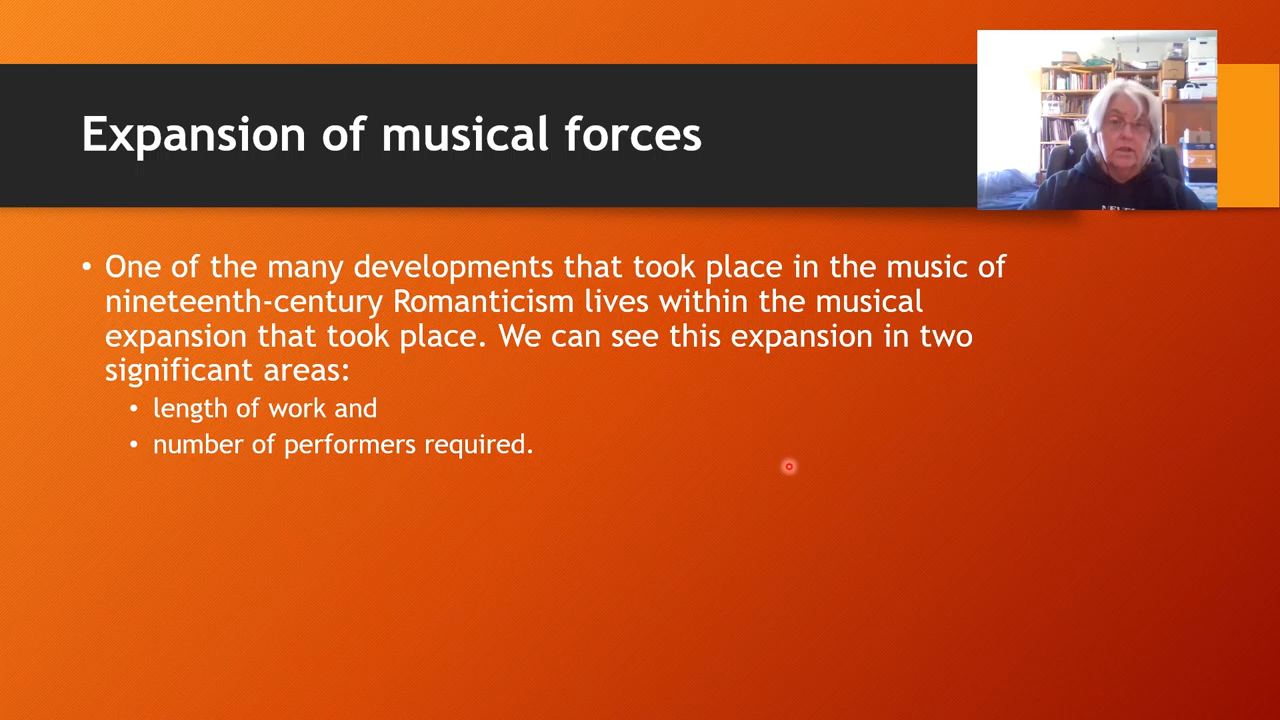 Expansion of musical forces
• One of the many developments that took place in the music of
nineteenth-century Romanticism lives within the musical
expansion that took place. We can see this expansion in two
significant areas:
• length of work and
• number of performers required.